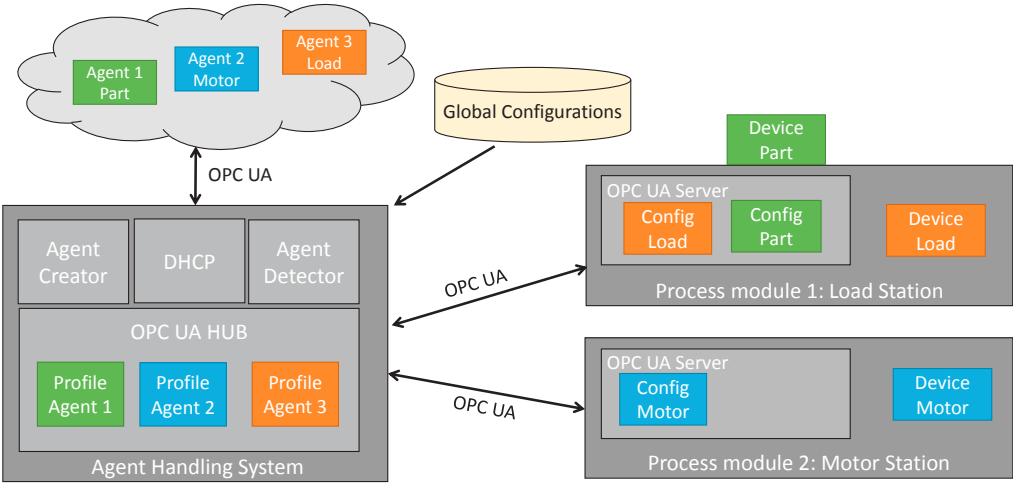 Agent 1
Part
Agent 2
Motor
Agent 3
Load
Global Configurations
OPC UA
Device
Part
OPC UA Server
Config
Load
Config
Part
Device
Load
Process module 1: Load Station
Agent
Creator
DHCP
Agent
Detector
OPC UA
OPC UA HUB
Profile
Agent 1
Profile
Agent 2
Profile
Agent 3
Agent Handling System
OPC UA
OPC UA Server
Config
Motor
Device
Motor
Process module 2: Motor Station